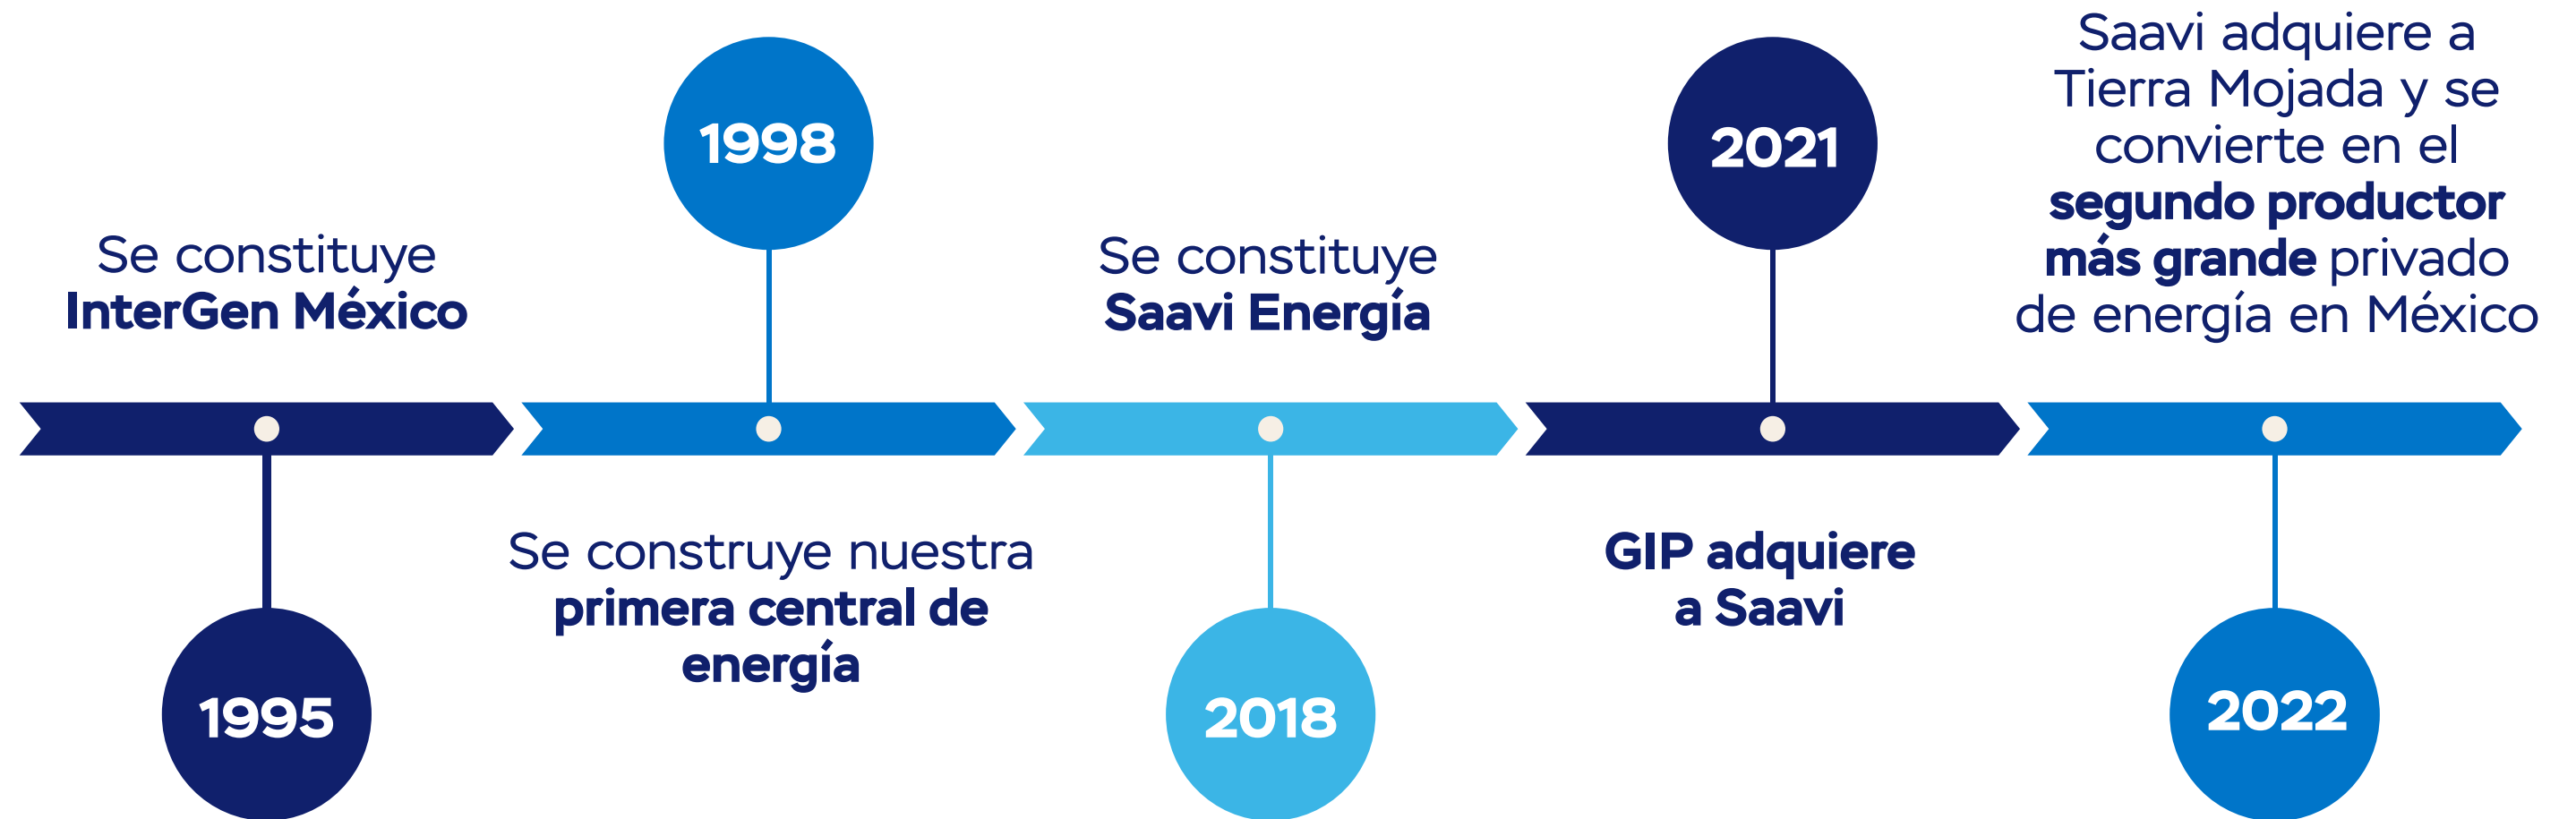 Se constituye
InterGen México
1995
1998
Se construye nuestra
primera central de
energía
Se constituye
Saavi Energía
2018
2021
GIP adquiere
a Saavi
Saavi adquiere a
Tierra Mojada y se
convierte en el
segundo productor
más grande privado
de energía en México
2022